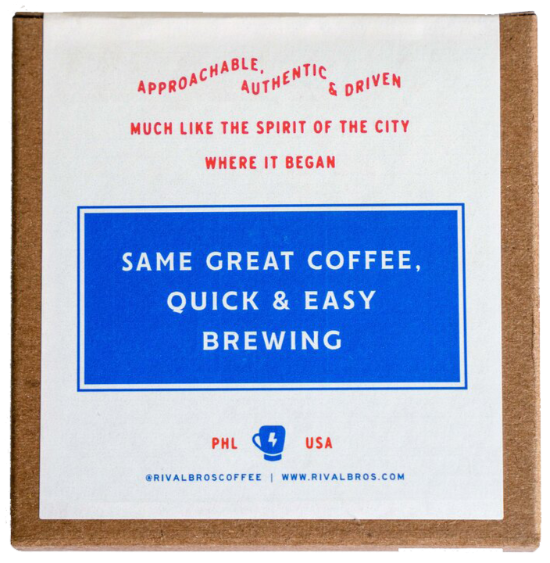 APPROACHABLE, AUTHENTIC & DRIVEN
MUCH LIKE THE SPIRIT OF THE CITY
WHERE IT BEGAN
SAME GREAT COFFEE,
QUICK & EASY
BREWING
PHL USA
@RIVALBROSCOFFEE | WWW.RIVALBROS.COM